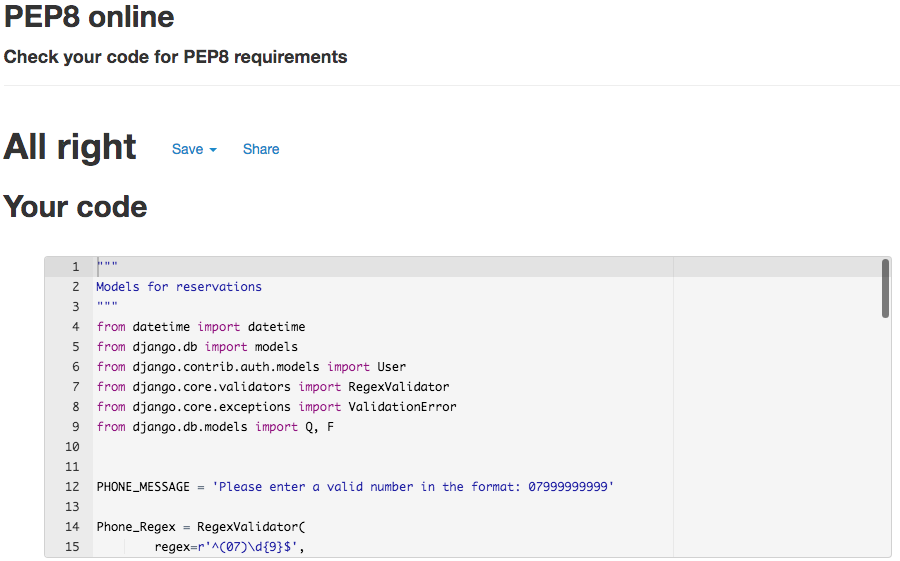 PEP8 online
Check your code for PEP8 requirements
All right Save Share
Your code
1 """
2 Models for reservations
3 """
4 from datetime import datetime
5 from django.db import models
6 from django.contrib.auth.models import User
7 from django.core.validators import RegexValidator
8 from django.core.exceptions import ValidationError
9 from django.db.models import Q, F
10
11
12 PHONE_MESSAGE = 'Please enter a valid number in the format: 07999999999'
13
14 Phone_Regex = RegexValidator(
15 regex=r'^(07)\d{9}$',